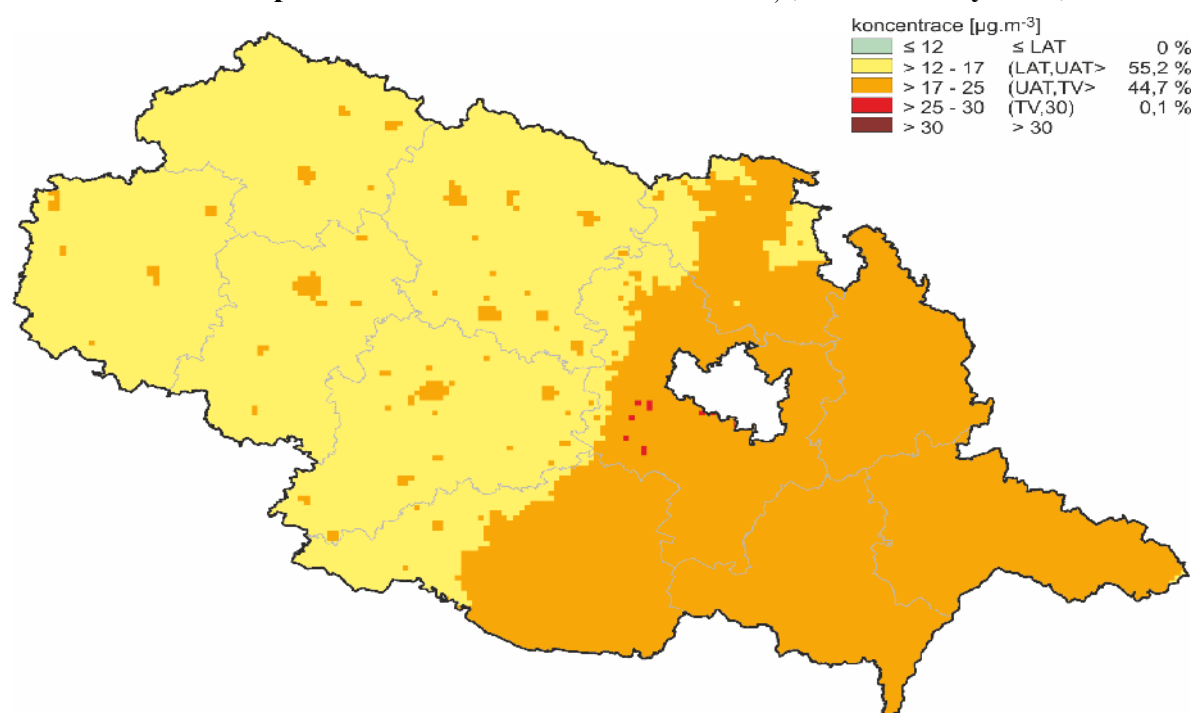 koncentrace [µg.m-3]
≤ 12 ≤ LAT 0 %
> 12 - 17 (LAT,UAT> 55,2 %
> 17 - 25 (UAT,TV> 44,7 %
> 25 - 30 (TV,30) 0,1 %
> 30 > 30